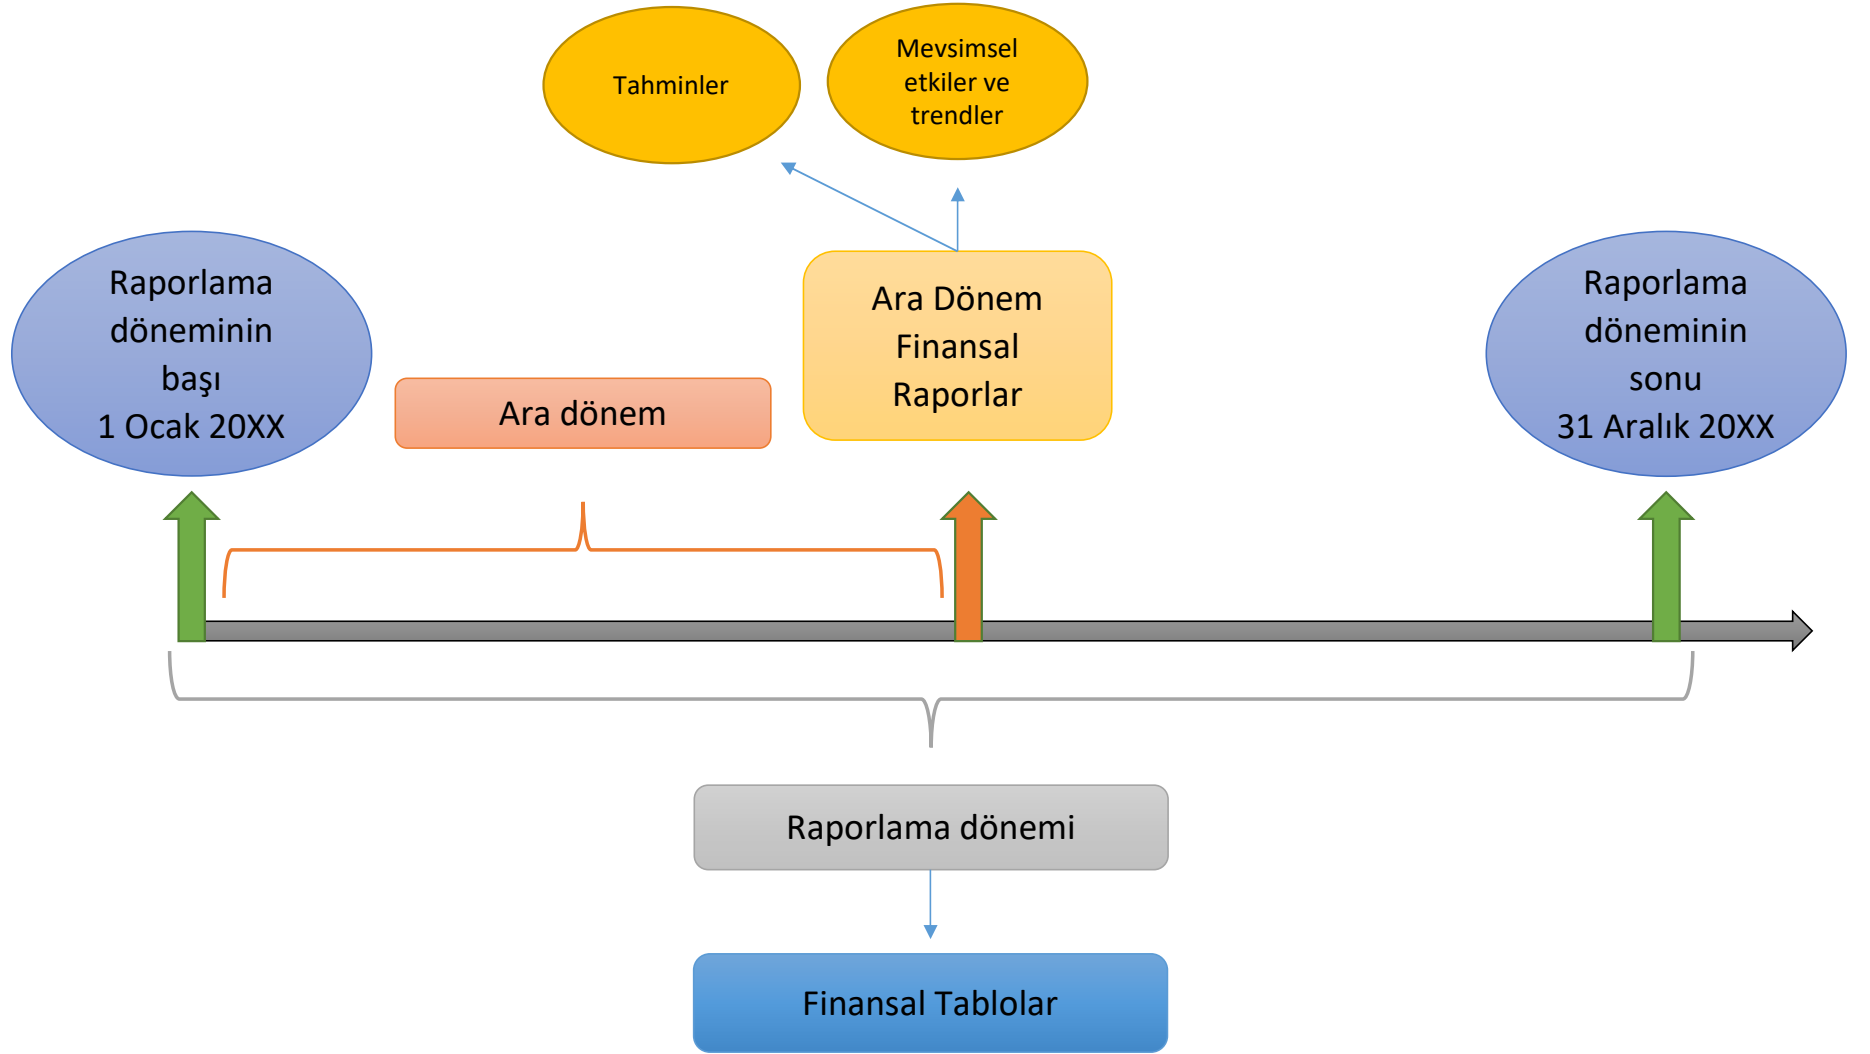 Tahminler
Mevsimsel
etkiler ve
trendler
Raporlama
döneminin
başı
1 Ocak 20XX
Ara dönem
Ara Dönem
Finansal
Raporlar
Raporlama
döneminin
sonu
31 Aralık 20XX
Raporlama dönemi
Finansal Tablolar